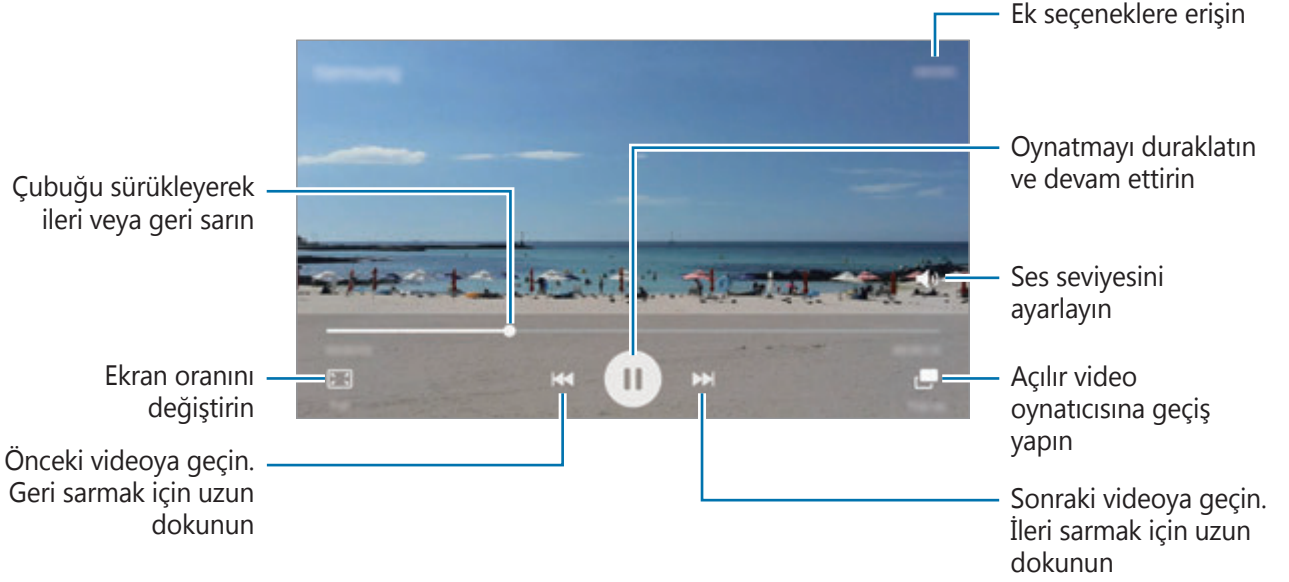 Ek seçeneklere erişin
Oynatmayı duraklatın
ve devam ettirin
Çubuğu sürükleyerek
ileri veya geri sarın
Ses seviyesini
ayarlayın
Ekran oranını
değiştirin
Açılır video
oynatıcısına geçiş
yapın
Önceki videoya geçin.
Geri sarmak için uzun
dokunun
Sonraki videoya geçin.
İleri sarmak için uzun
dokunun